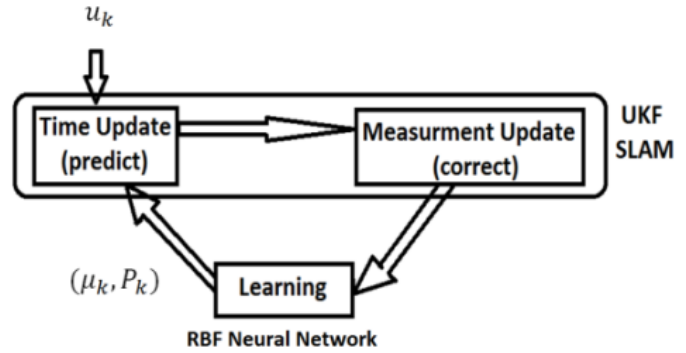 u_k
Time Update
(predict)
Measurment Update
(correct)
UKF
SLAM
(μ_k, P_k)
Learning
RBF Neural Network